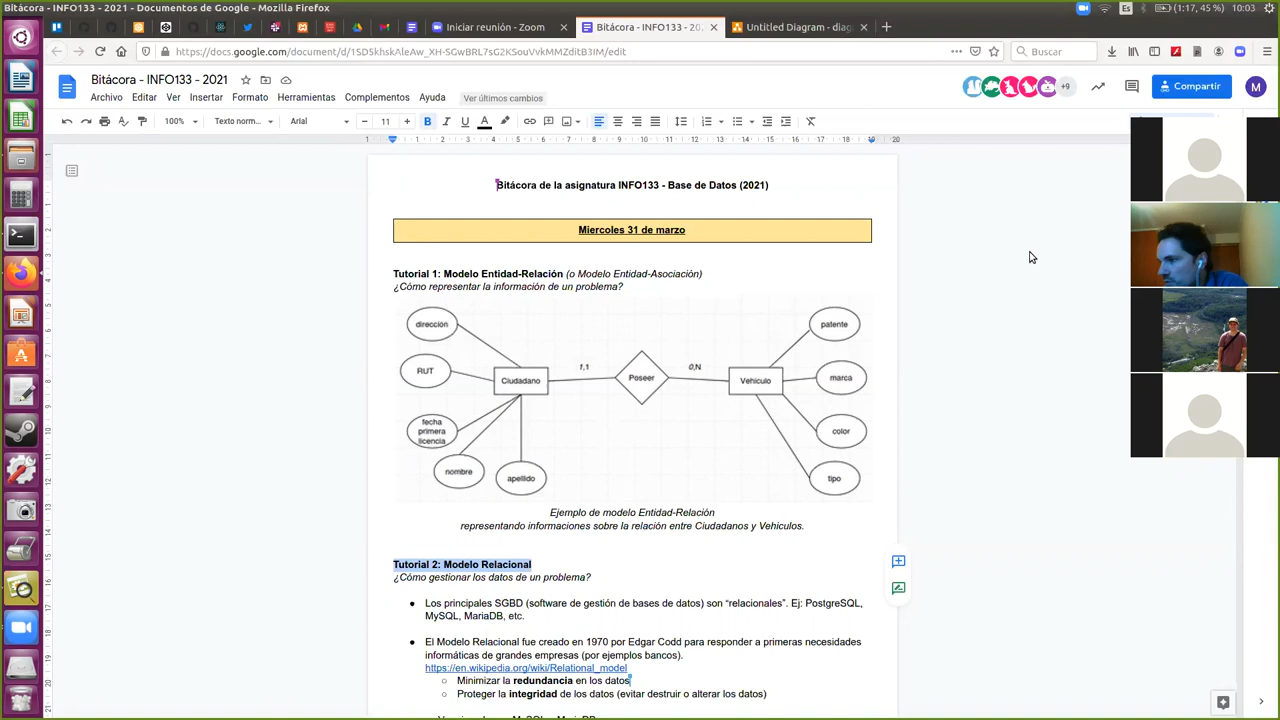 Bitácora - INFO133 - 2021 - Documentos de Google - Mozilla Firefox
Es
(1:17, 45 %)
10:03
Iniciar reunión - Zoom
Bitácora - INFO133 - 202
Untitled Diagram - diag
https://docs.google.com/document/d/1SD5khskAleAw_XH-SGwBRL7sG2KSouVvkMMZditB3IM/edit
Buscar
Bitácora - INFO133 - 2021
Archivo Editar Ver Insertar Formato Herramientas Complementos Ayuda
Ver últimos cambios
+9
Compartir
M
100%
Texto norm...
Arial
11
Bitácora de la asignatura INFO133 - Base de Datos (2021)
Miercoles 31 de marzo
Tutorial 1: Modelo Entidad-Relación (o Modelo Entidad-Asociación)
¿Cómo representar la información de un problema?
direccion
RUT
fecha
primera
licencia
nombre
apellido
Ciudadano
1,1
Poseer
0,N
Vehiculo
patente
marca
color
tipo
Ejemplo de modelo Entidad-Relación
representando informaciones sobre la relación entre Ciudadanos y Vehiculos.
Tutorial 2: Modelo Relacional
¿Cómo gestionar los datos de un problema?
● Los principales SGBD (software de gestión de bases de datos) son “relacionales”. Ej: PostgreSQL,
MySQL, MariaDB, etc.
● El Modelo Relacional fue creado en 1970 por Edgar Codd para responder a primeras necesidades
informáticas de grandes empresas (por ejemplos bancos).
https://en.wikipedia.org/wiki/Relational_model
○ Minimizar la redundancia en los datos
○ Proteger la integridad de los datos (evitar destruir o alterar los datos)